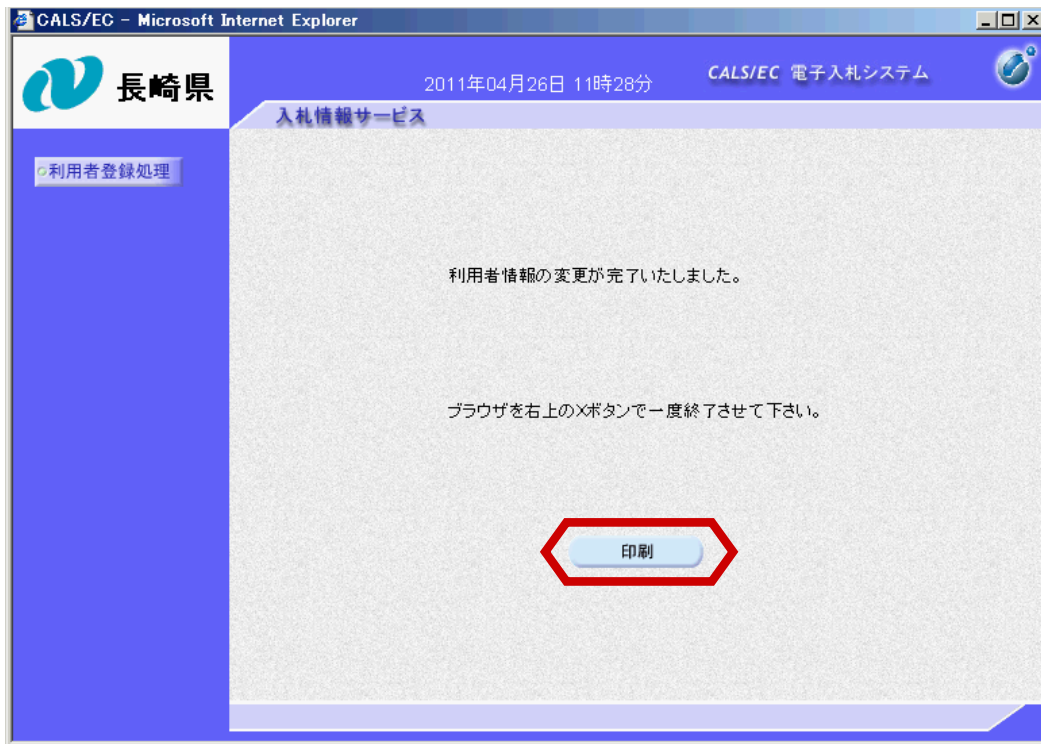 CALS/EC - Microsoft Internet Explorer
長崎県
2011年04月26日 11時28分
CALS/EC 電子入札システム
入札情報サービス
利用者登録処理
利用者情報の変更が完了いたしました。
ブラウザを右上の×ボタンで一度終了させて下さい。
印刷